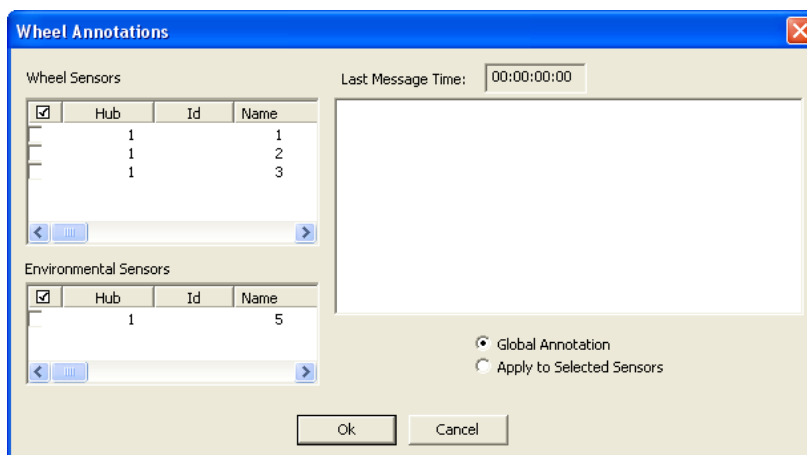 Wheel Annotations
Wheel Sensors
Last Message Time: 00:00:00:00
Hub Id Name
1 1
1 2
1 3
Environmental Sensors
Hub Id Name
1 5
Global Annotation
Apply to Selected Sensors
Ok Cancel